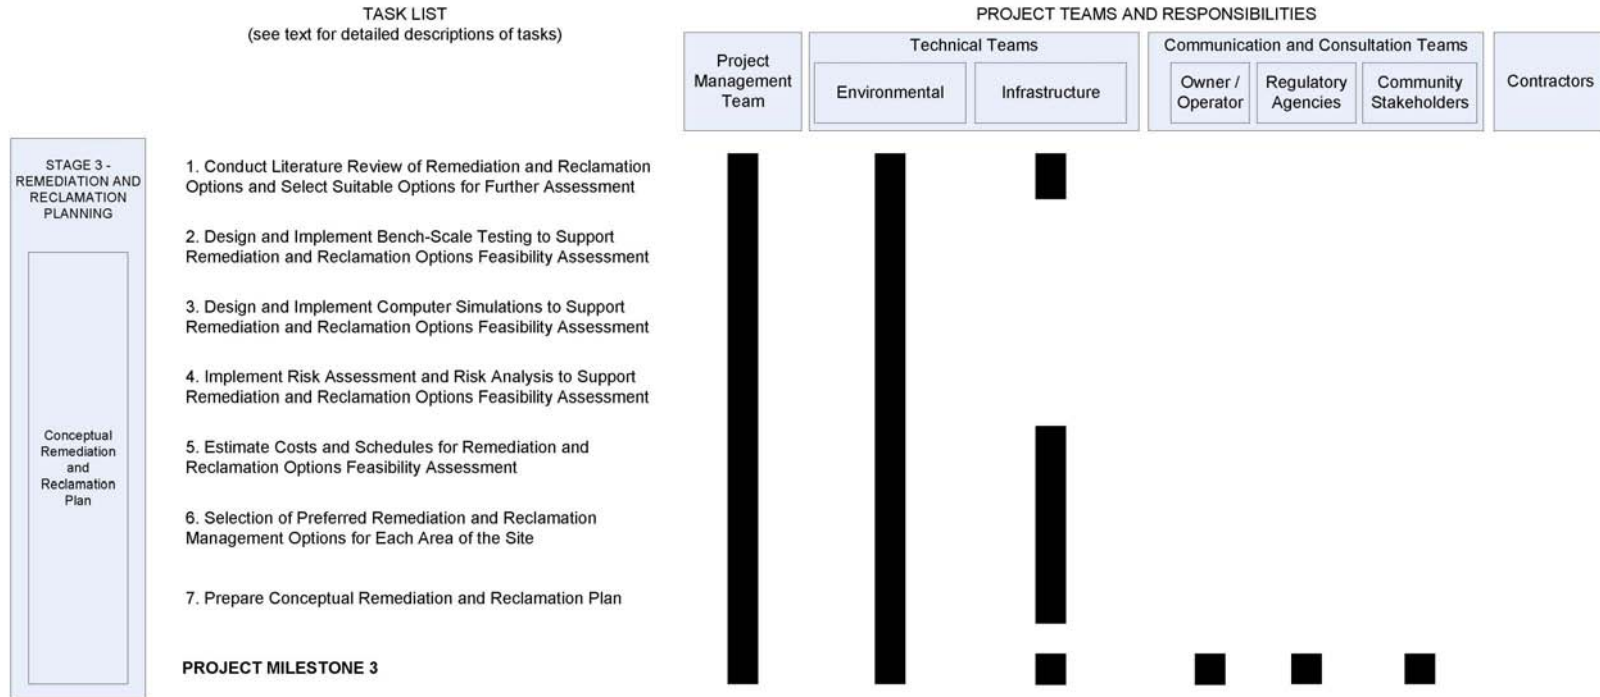 TASK LIST
(see text for detailed descriptions of tasks)
PROJECT TEAMS AND RESPONSIBILITIES
Project
Management
Team
Technical Teams
Environmental
Infrastructure
Communication and Consultation Teams
Owner /
Operator
Regulatory
Agencies
Community
Stakeholders
Contractors
STAGE 3 -
REMEDIATION AND
RECLAMATION
PLANNING
Conceptual
Remediation
and
Reclamation
Plan
1. Conduct Literature Review of Remediation and Reclamation
Options and Select Suitable Options for Further Assessment
2. Design and Implement Bench-Scale Testing to Support
Remediation and Reclamation Options Feasibility Assessment
3. Design and Implement Computer Simulations to Support
Remediation and Reclamation Options Feasibility Assessment
4. Implement Risk Assessment and Risk Analysis to Support
Remediation and Reclamation Options Feasibility Assessment
5. Estimate Costs and Schedules for Remediation and
Reclamation Options Feasibility Assessment
6. Selection of Preferred Remediation and Reclamation
Management Options for Each Area of the Site
7. Prepare Conceptual Remediation and Reclamation Plan
PROJECT MILESTONE 3